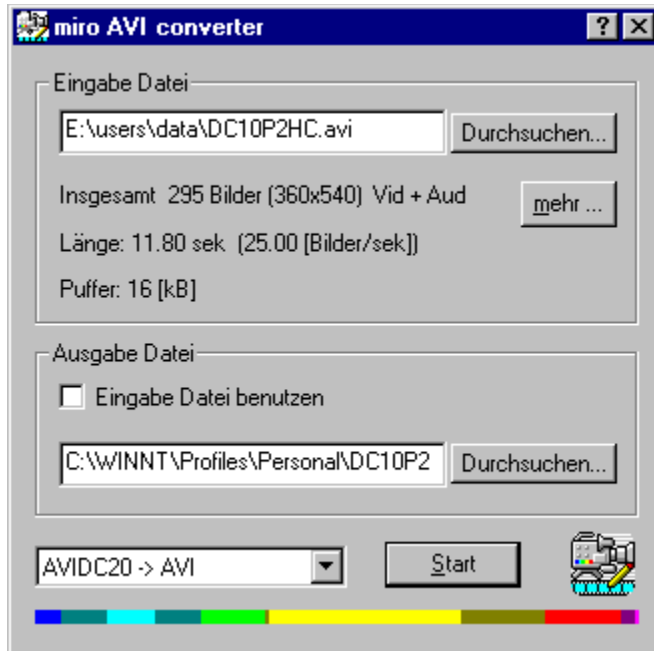 miro AVI converter
Eingabe Datei
E:\users\data\DC10P2HC.avi
Durchsuchen...
Insgesamt 295 Bilder (360x540) Vid + Aud
mehr ...
Länge: 11.80 sek (25.00 [Bilder/sek])
Puffer: 16 [kB]
Ausgabe Datei
Eingabe Datei benutzen
C:\WINNT\Profiles\Personal\DC10P2
Durchsuchen...
AVIDC20 -> AVI
Start